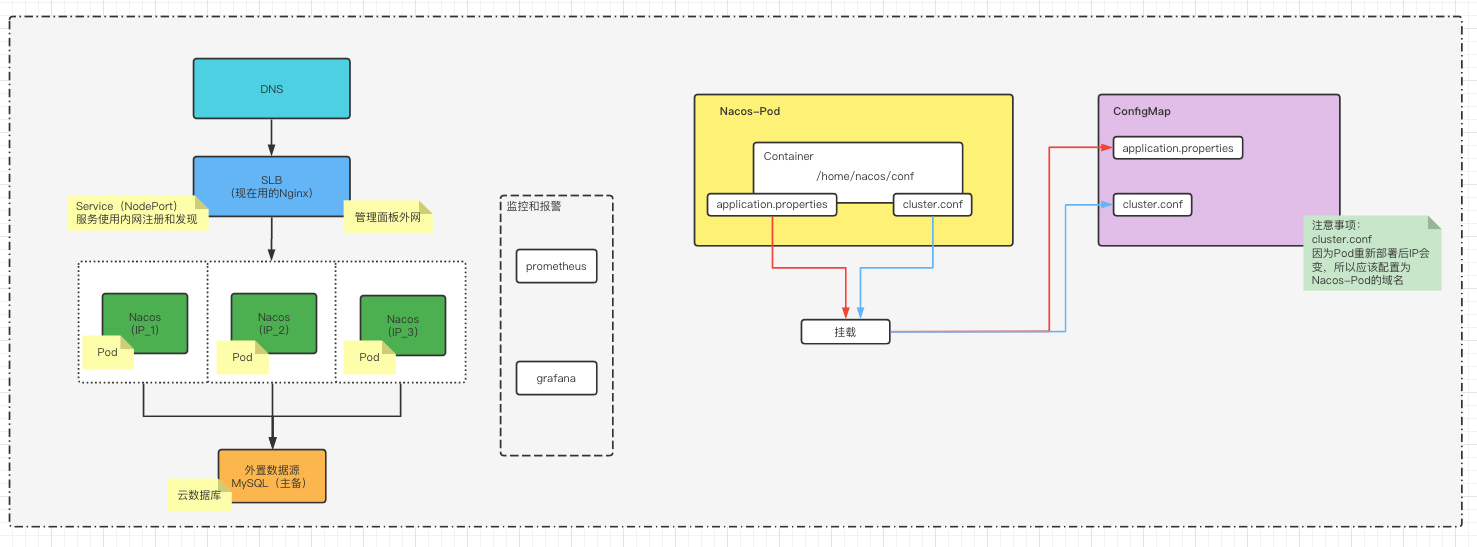 DNS
SLB
（现在用的Nginx）
Service（NodePort）
服务使用内网注册和发现
管理面板外网
Nacos
(IP_1)
Pod
Nacos
(IP_2)
Pod
Nacos
(IP_3)
Pod
外置数据源
MySQL（主备）
云数据库
监控和报警
prometheus
grafana
Nacos-Pod
Container
/home/nacos/conf
application.properties
cluster.conf
挂载
ConfigMap
application.properties
cluster.conf
注意事项：
cluster.conf
因为Pod重新部署后IP会
变，所以应该配置为
Nacos-Pod的域名